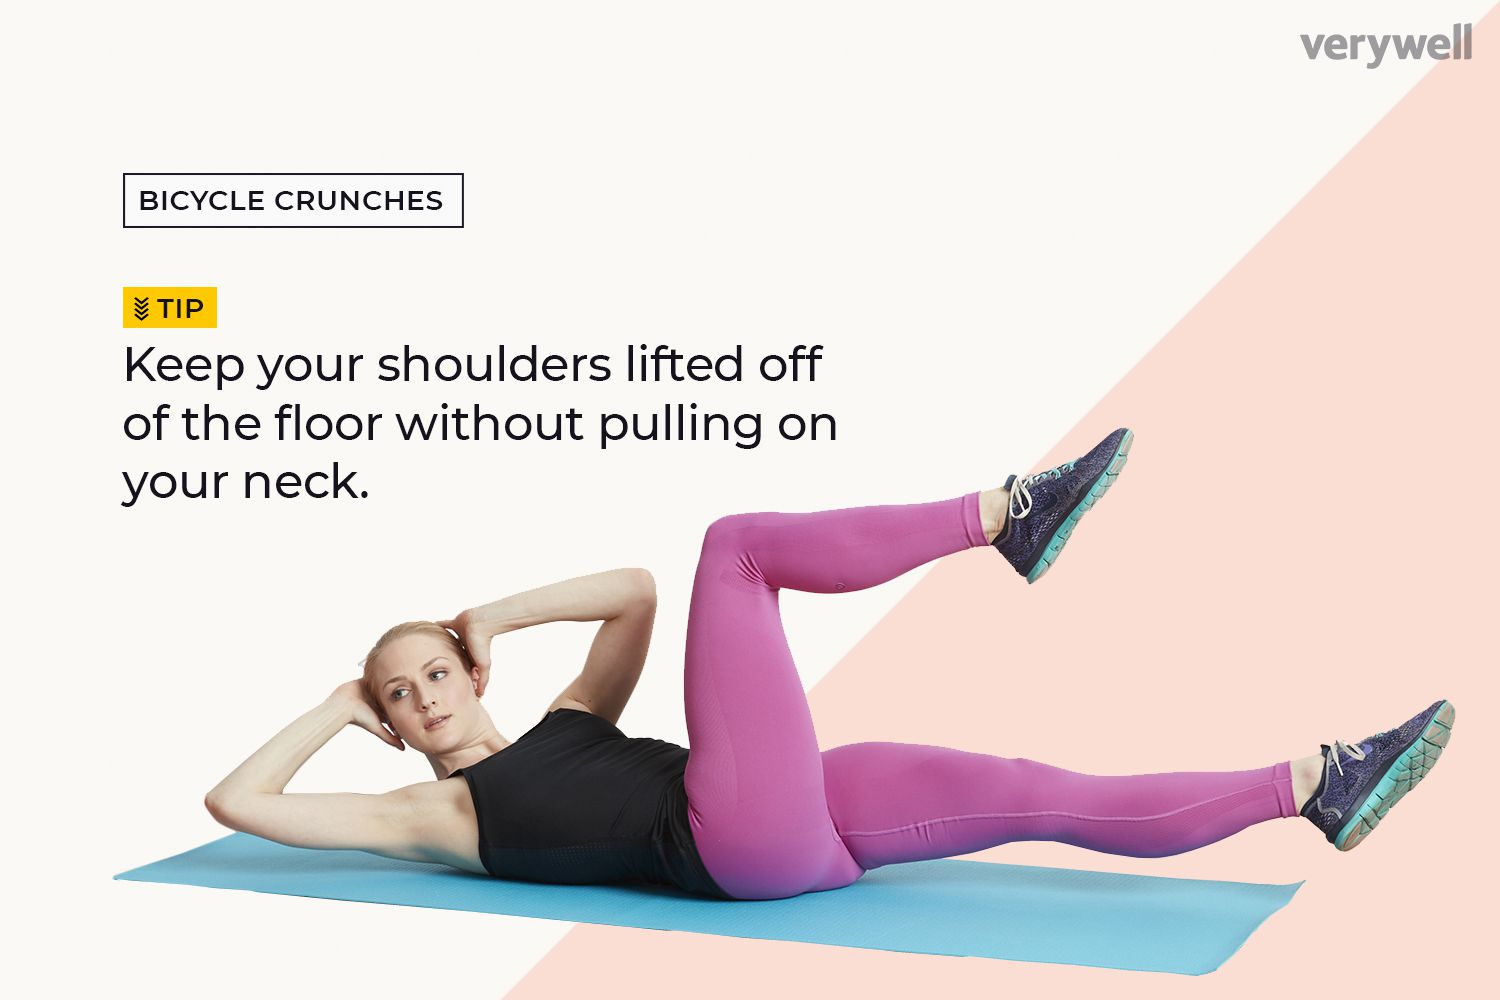 verywell
BICYCLE CRUNCHES
TIP
Keep your shoulders lifted off
of the floor without pulling on
your neck.